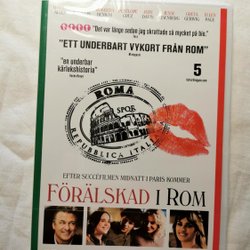 "Det var länge sedan jag skrattade så mycket på bio."
"ETT UNDERBART VYKORT FRÅN ROM"
"en underbar
kärlekshistoria"
5
ROMA
SPQR
REPUBBLICA ITALIANA
EFTER SUCCÉFILMEN MIDNATT I PARIS KOMMER
FÖRÄLSKAD I ROM